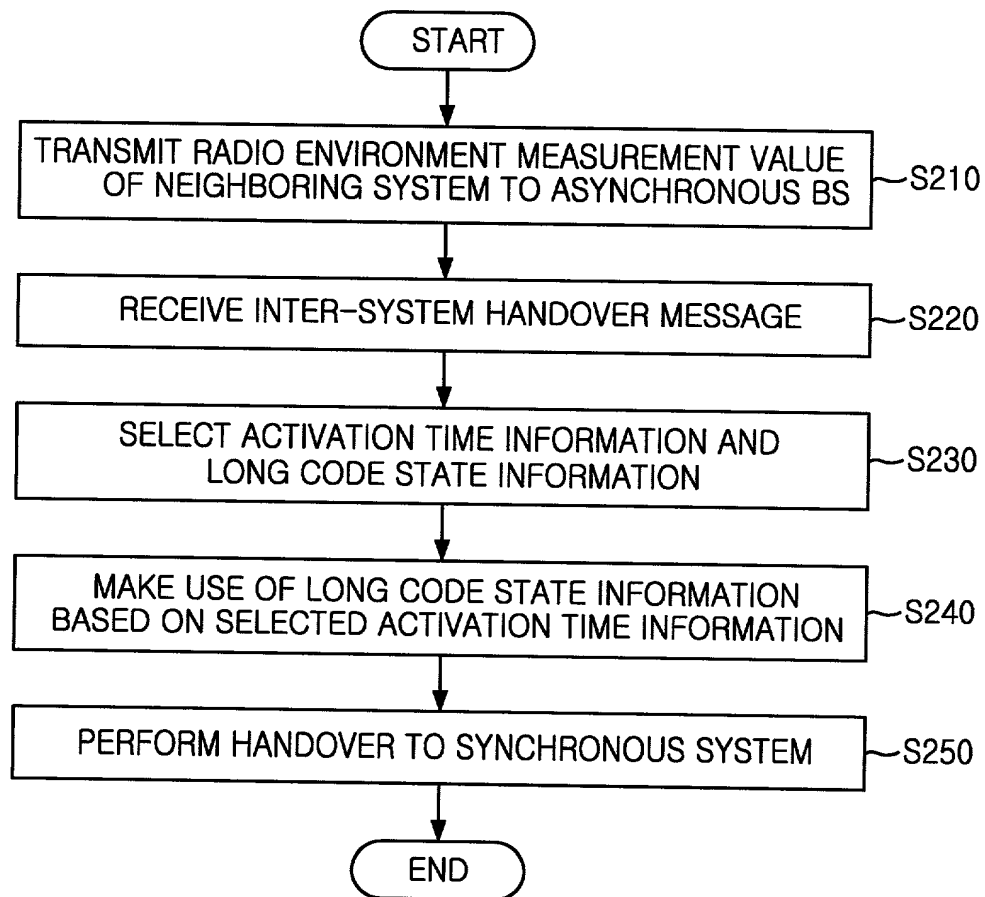 START
TRANSMIT RADIO ENVIRONMENT MEASUREMENT VALUE
OF NEIGHBORING SYSTEM TO ASYNCHRONOUS BS
S210
RECEIVE INTER-SYSTEM HANDOVER MESSAGE
S220
SELECT ACTIVATION TIME INFORMATION AND
LONG CODE STATE INFORMATION
S230
MAKE USE OF LONG CODE STATE INFORMATION
BASED ON SELECTED ACTIVATION TIME INFORMATION
S240
PERFORM HANDOVER TO SYNCHRONOUS SYSTEM
S250
END